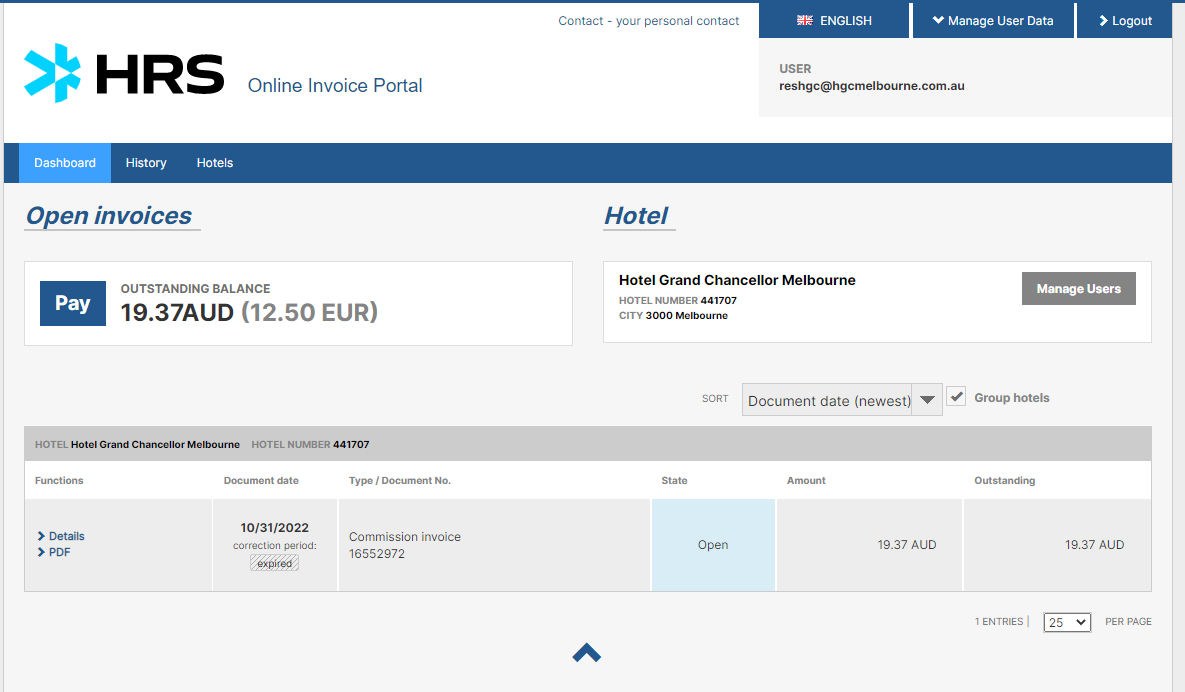 Contact - your personal contact
ENGLISH
Manage User Data
Logout
HRS
Online Invoice Portal
USER
reshgc@hgcmelbourne.com.au
Dashboard
History
Hotels
Open invoices
Hotel
Pay
OUTSTANDING BALANCE
19.37AUD (12.50 EUR)
Hotel Grand Chancellor Melbourne
HOTEL NUMBER 441707
CITY 3000 Melbourne
Manage Users
SORT
Document date (newest)
Group hotels
HOTEL Hotel Grand Chancellor Melbourne HOTEL NUMBER 441707
Functions
Document date
Type / Document No.
State
Amount
Outstanding
Details
PDF
10/31/2022
correction period:
expired
Commission invoice
16552972
Open
19.37 AUD
19.37 AUD
1 ENTRIES |
25
PER PAGE